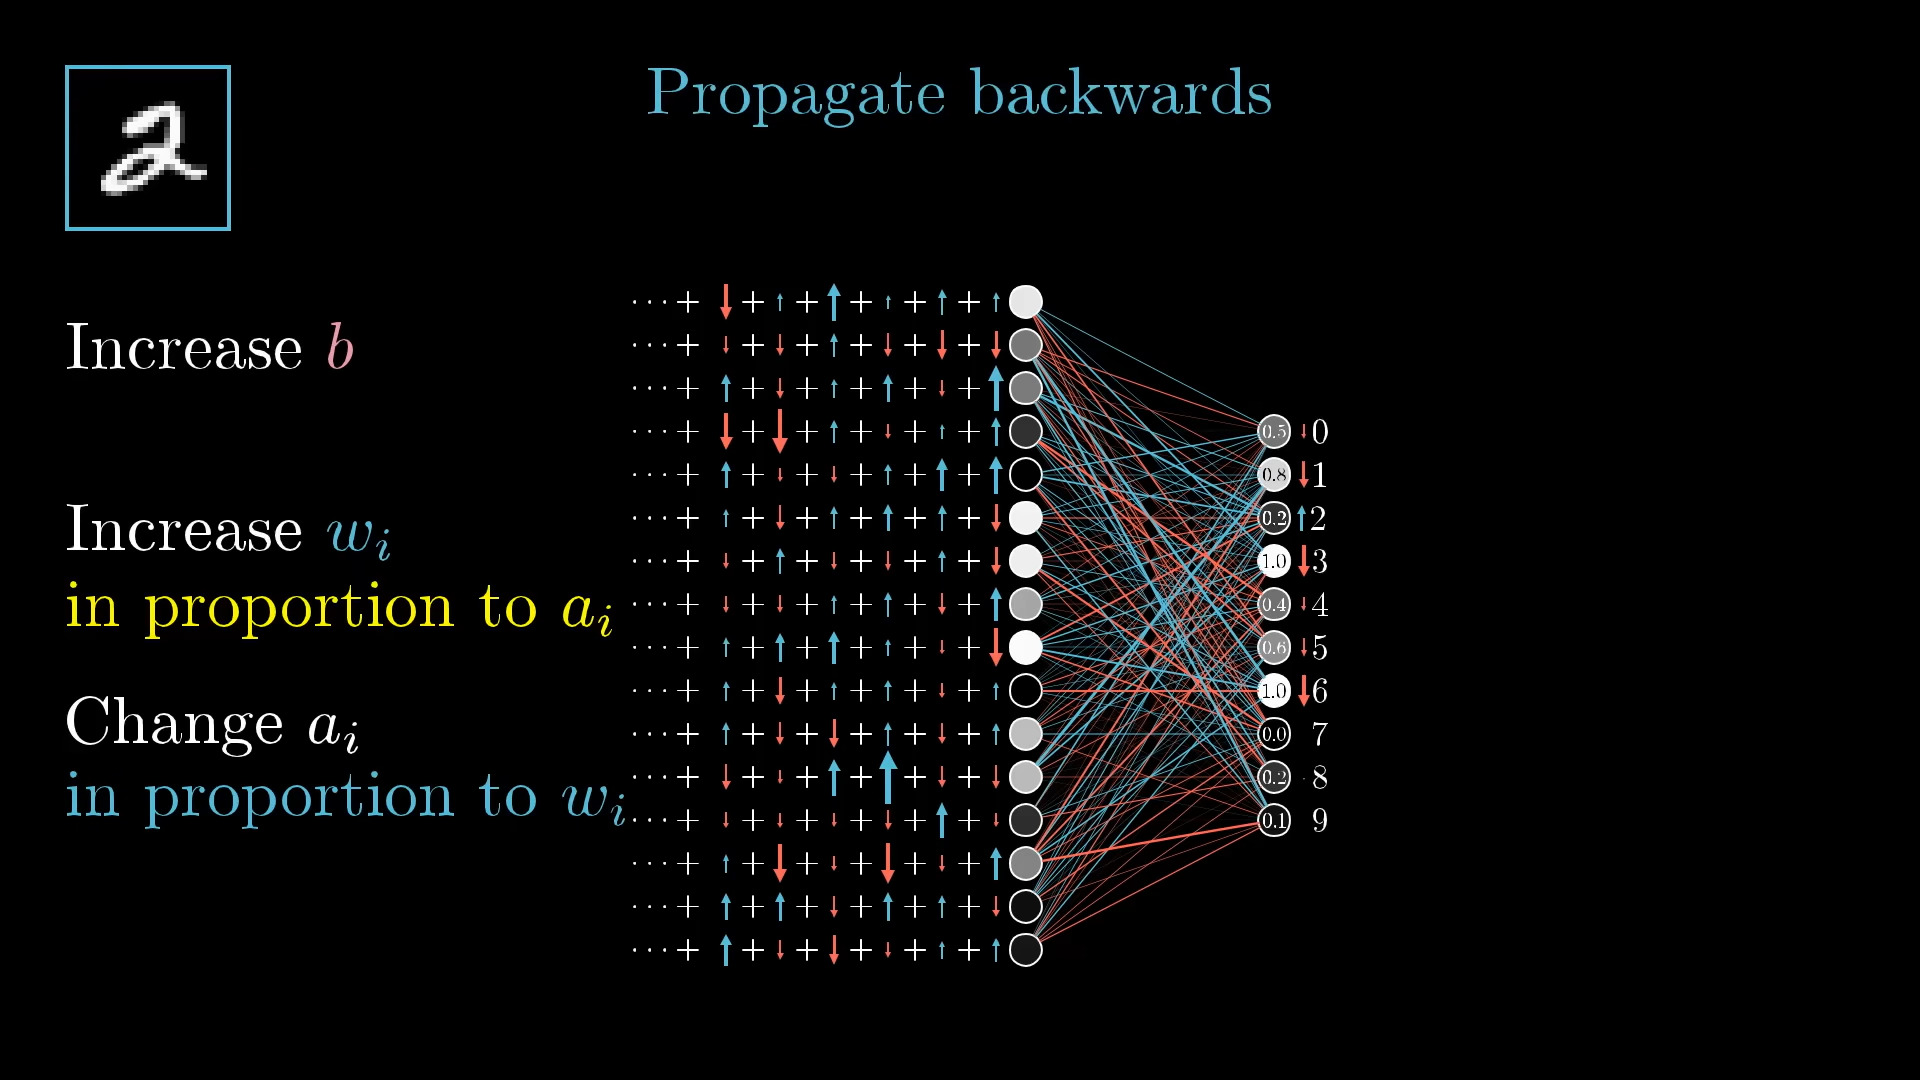 2
Propagate backwards
Increase b
Increase wᵢ
in proportion to aᵢ
Change aᵢ
in proportion to wᵢ
··· + + + + + +
··· + + + + + +
··· + + + + + +
··· + + + + + +
0.5 0
··· + + + + + +
0.8 1
··· + + + + + +
0.2 2
··· + + + + + +
1.0 3
··· + + + + + +
0.4 4
··· + + + + + +
0.6 5
··· + + + + + +
1.0 6
··· + + + + + +
0.0 7
··· + + + + + +
0.2 8
··· + + + + + +
0.1 9
··· + + + + + +
··· + + + + + +
··· + + + + + +